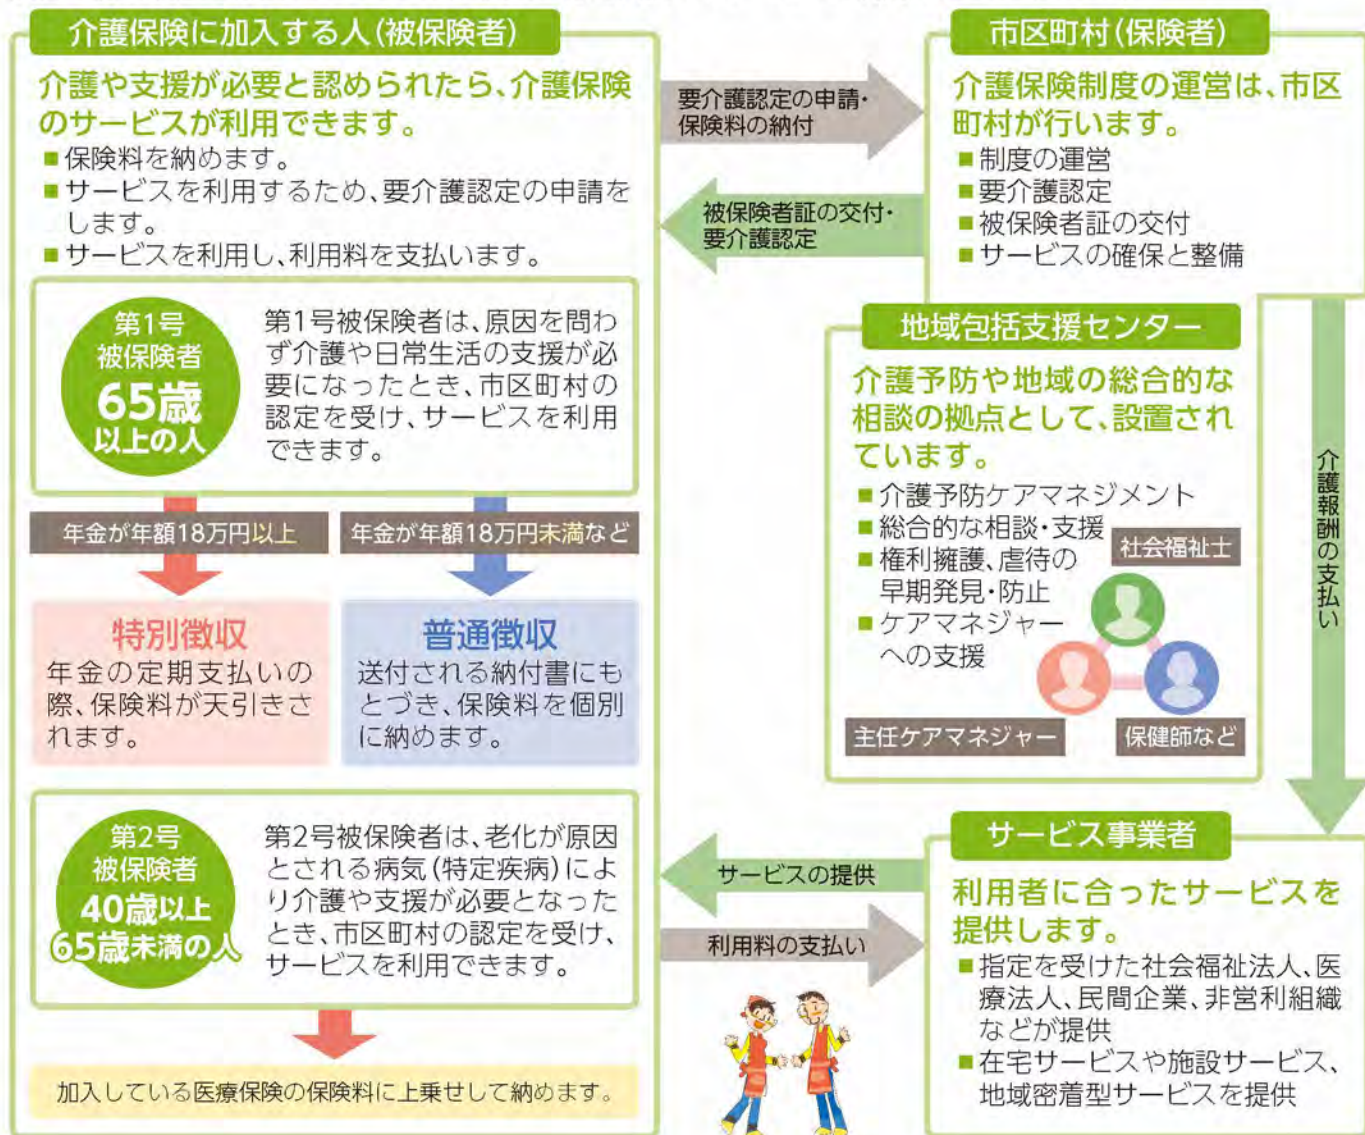 介護保険に加入する人(被保険者)
介護や支援が必要と認められたら、介護保険
のサービスが利用できます。
■保険料を納めます。
■サービスを利用するため、要介護認定の申請を
します。
■サービスを利用し、利用料を支払います。
第1号
被保険者
65歳
以上の人
第1号被保険者は、原因を問わ
ず介護や日常生活の支援が必
要になったとき、市区町村の
認定を受け、サービスを利用
できます。
年金が年額18万円以上
年金が年額18万円未満など
特別徴収
年金の定期支払いの
際、保険料が天引きさ
れます。
普通徴収
送付される納付書にも
とづき、保険料を個別
に納めます。
第2号
被保険者
40歳以上
65歳未満の人
第2号被保険者は、老化が原因
とされる病気(特定疾病)によ
り介護や支援が必要となった
とき、市区町村の認定を受け、
サービスを利用できます。
加入している医療保険の保険料に上乗せして納めます。
要介護認定の申請・
保険料の納付
被保険者証の交付・
要介護認定
市区町村(保険者)
介護保険制度の運営は、市区
町村が行います。
■制度の運営
■要介護認定
■被保険者証の交付
■サービスの確保と整備
地域包括支援センター
介護予防や地域の総合的な
相談の拠点として、設置され
ています。
■介護予防ケアマネジメント
■総合的な相談・支援
■権利擁護、虐待の
早期発見・防止
■ケアマネジャー
への支援
社会福祉士
主任ケアマネジャー
保健師など
介護報酬の支払い
サービスの提供
利用料の支払い
サービス事業者
利用者に合ったサービスを
提供します。
■指定を受けた社会福祉法人、医
療法人、民間企業、非営利組織
などが提供
■在宅サービスや施設サービス、
地域密着型サービスを提供